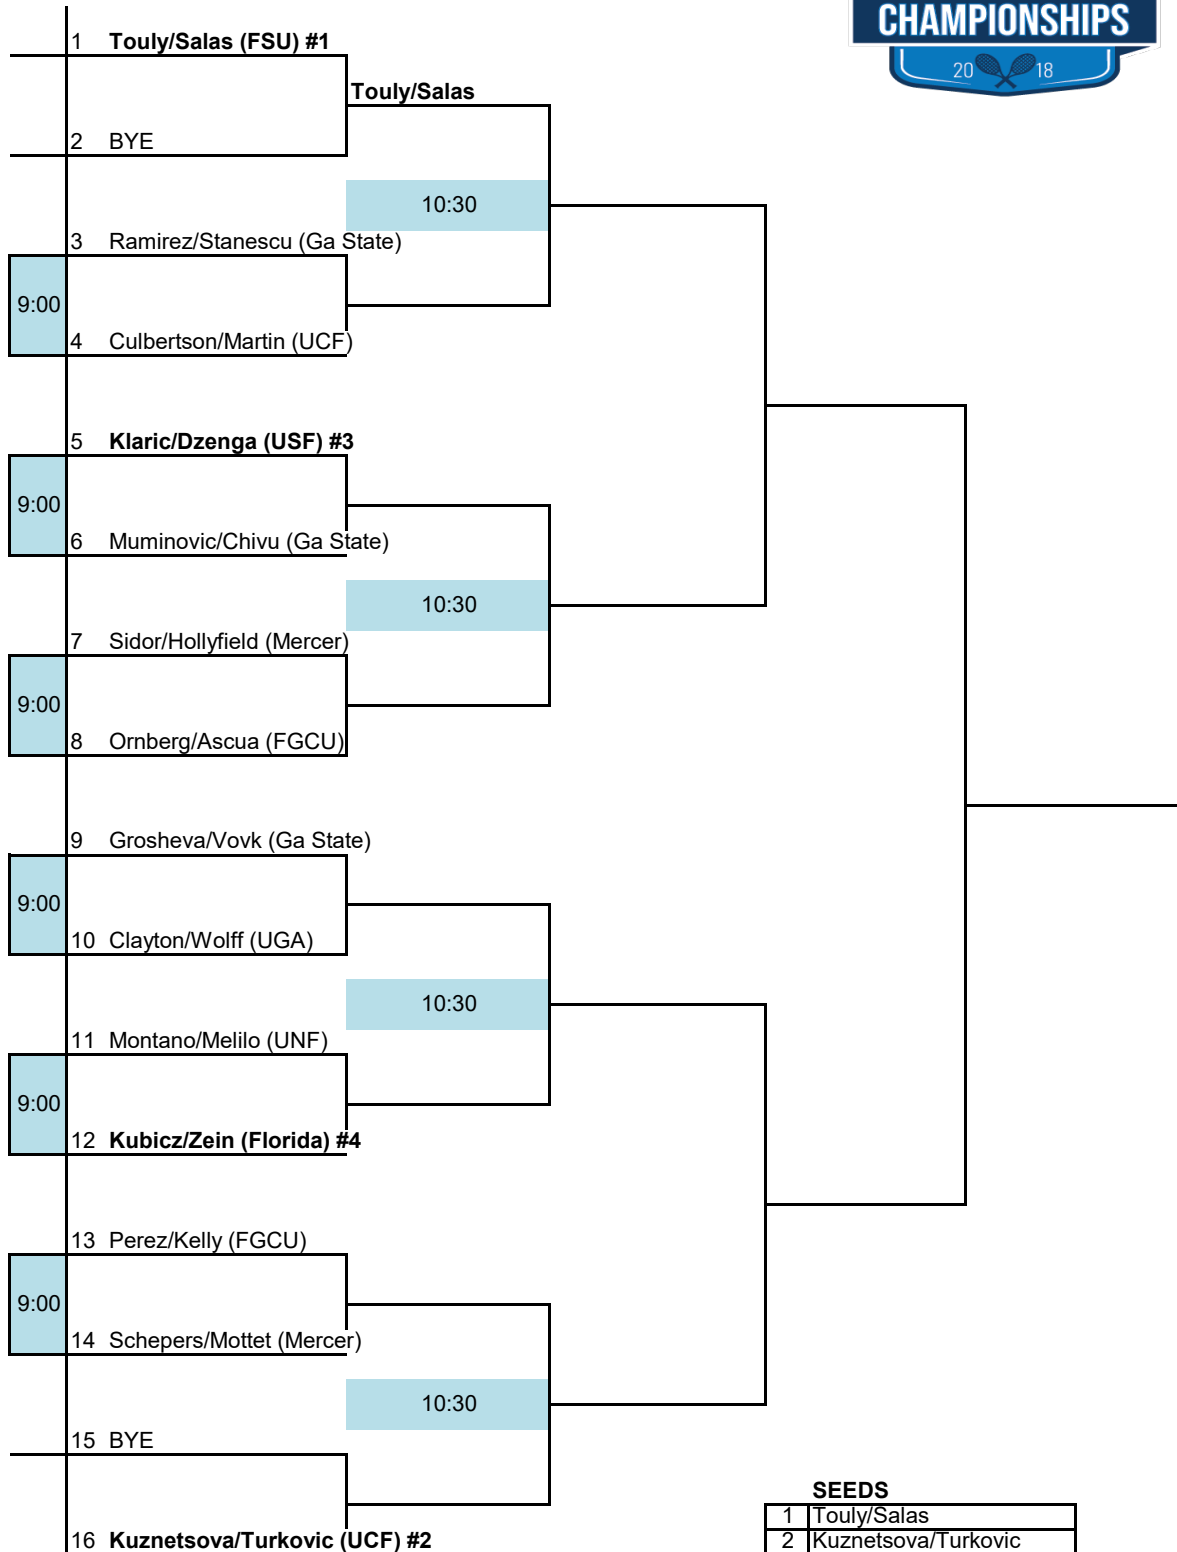 CHAMPIONSHIPS
20 18
1 Touly/Salas (FSU) #1
Touly/Salas
2 BYE
10:30
3 Ramirez/Stanescu (Ga State)
9:00
4 Culbertson/Martin (UCF)
5 Klaric/Dzenga (USF) #3
9:00
6 Muminovic/Chivu (Ga State)
10:30
7 Sidor/Hollyfield (Mercer)
9:00
8 Ornberg/Ascua (FGCU)
9 Grosheva/Vovk (Ga State)
9:00
10 Clayton/Wolff (UGA)
10:30
11 Montano/Melilo (UNF)
9:00
12 Kubicz/Zein (Florida) #4
13 Perez/Kelly (FGCU)
9:00
14 Schepers/Mottet (Mercer)
10:30
15 BYE
SEEDS
1 Touly/Salas
16 Kuznetsova/Turkovic (UCF) #2
2 Kuznetsova/Turkovic